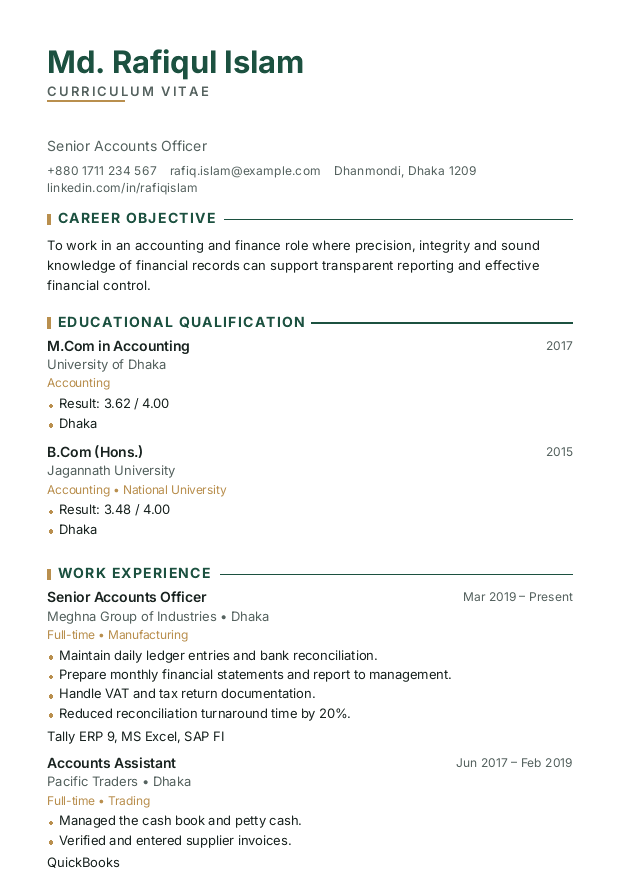 Md. Rafiqul Islam
CURRICULUM VITAE
Senior Accounts Officer
+880 1711 234 567 rafiq.islam@example.com Dhanmondi, Dhaka 1209
linkedin.com/in/rafiqislam
CAREER OBJECTIVE
To work in an accounting and finance role where precision, integrity and sound
knowledge of financial records can support transparent reporting and effective
financial control.
EDUCATIONAL QUALIFICATION
M.Com in Accounting 2017
University of Dhaka
Accounting
• Result: 3.62 / 4.00
• Dhaka
B.Com (Hons.) 2015
Jagannath University
Accounting • National University
• Result: 3.48 / 4.00
• Dhaka
WORK EXPERIENCE
Senior Accounts Officer Mar 2019 – Present
Meghna Group of Industries • Dhaka
Full-time • Manufacturing
• Maintain daily ledger entries and bank reconciliation.
• Prepare monthly financial statements and report to management.
• Handle VAT and tax return documentation.
• Reduced reconciliation turnaround time by 20%.
Tally ERP 9, MS Excel, SAP FI
Accounts Assistant Jun 2017 – Feb 2019
Pacific Traders • Dhaka
Full-time • Trading
• Managed the cash book and petty cash.
• Verified and entered supplier invoices.
QuickBooks